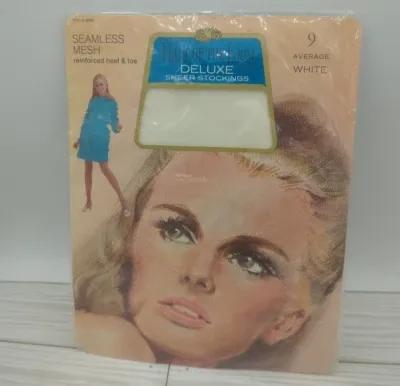 SEAMLESS
MESH
reinforced heel & toe
DELUXE
SHEER STOCKINGS
9
AVERAGE
WHITE